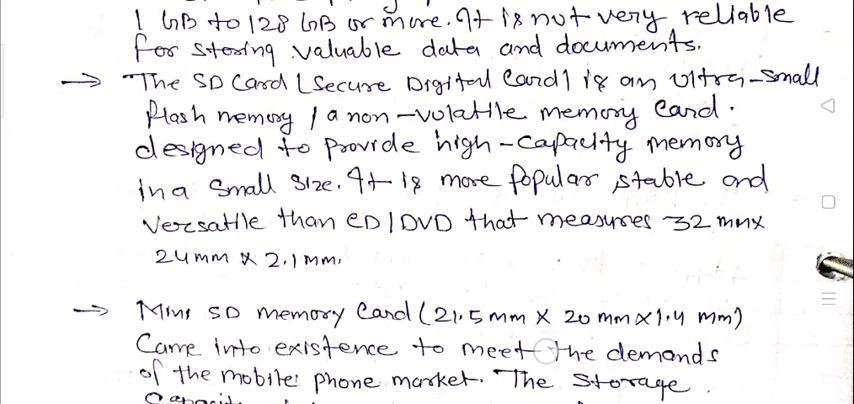 1 GB to 128 GB or more. It is not very reliable
for storing valuable data and documents.
→ The SD Card (Secure Digital Card) is an ultra-small
flash memory / a non-volatile memory card.
designed to provide high-capacity memory
in a small size. It is more popular, stable and
versatile than CD/DVD that measures 32 mm x
24 mm x 2.1 mm.
→ Mini SD memory Card (21.5 mm x 20 mm x 1.4 mm)
Came into existence to meet the demands
of the mobile phone market. The storage
Capacity